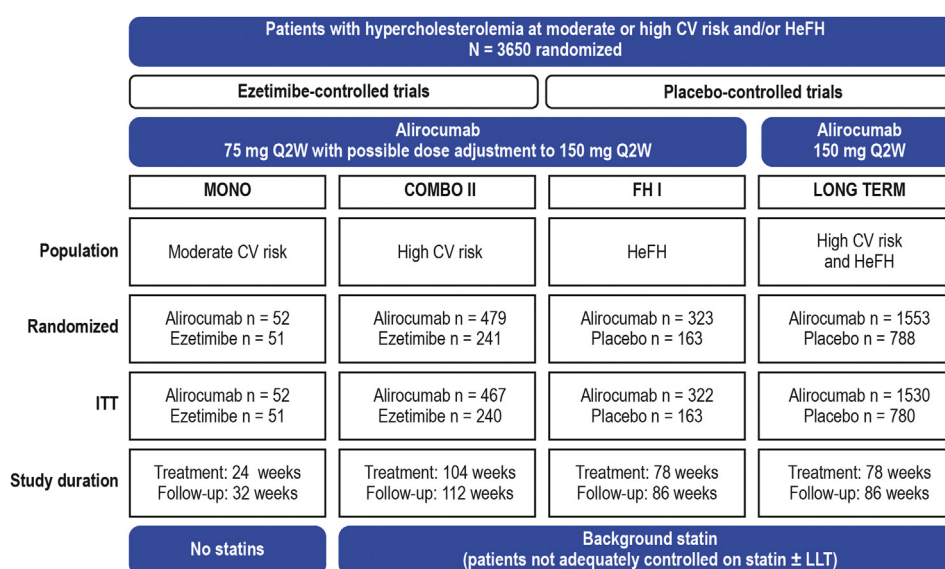 Patients with hypercholesterolemia at moderate or high CV risk and/or HeFH
N = 3650 randomized
Ezetimibe-controlled trials
Placebo-controlled trials
Alirocumab
75 mg Q2W with possible dose adjustment to 150 mg Q2W
Alirocumab
150 mg Q2W
MONO
COMBO II
FH I
LONG TERM
Population
Moderate CV risk
High CV risk
HeFH
High CV risk
and HeFH
Randomized
Alirocumab n = 52
Ezetimibe n = 51
Alirocumab n = 479
Ezetimibe n = 241
Alirocumab n = 323
Placebo n = 163
Alirocumab n = 1553
Placebo n = 788
ITT
Alirocumab n = 52
Ezetimibe n = 51
Alirocumab n = 467
Ezetimibe n = 240
Alirocumab n = 322
Placebo n = 163
Alirocumab n = 1530
Placebo n = 780
Study duration
Treatment: 24 weeks
Follow-up: 32 weeks
Treatment: 104 weeks
Follow-up: 112 weeks
Treatment: 78 weeks
Follow-up: 86 weeks
Treatment: 78 weeks
Follow-up: 86 weeks
No statins
Background statin
(patients not adequately controlled on statin ± LLT)